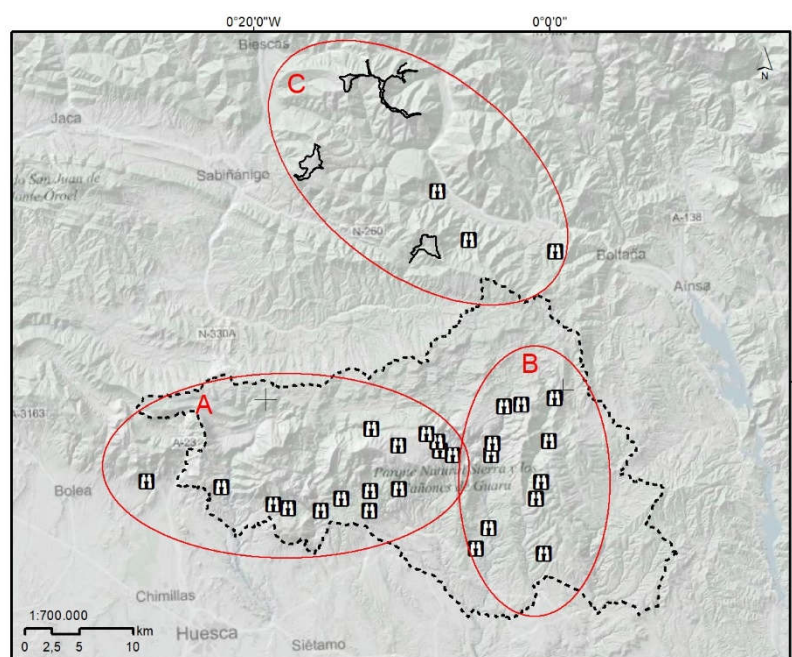 0°20'0"W
0°0'0"
Biescas
C
N
Jaca
San Juan de
Monte Oroel
Sabiñánigo
N-260
A-138
Boltaña
Aínsa
N-330A
B
A-3163
A
A-23
Bolea
Parque Natural Sierra y los
Cañones de Guara
Chimillas
1:700.000
km
0 2,5 5 10
Huesca
Siétamo